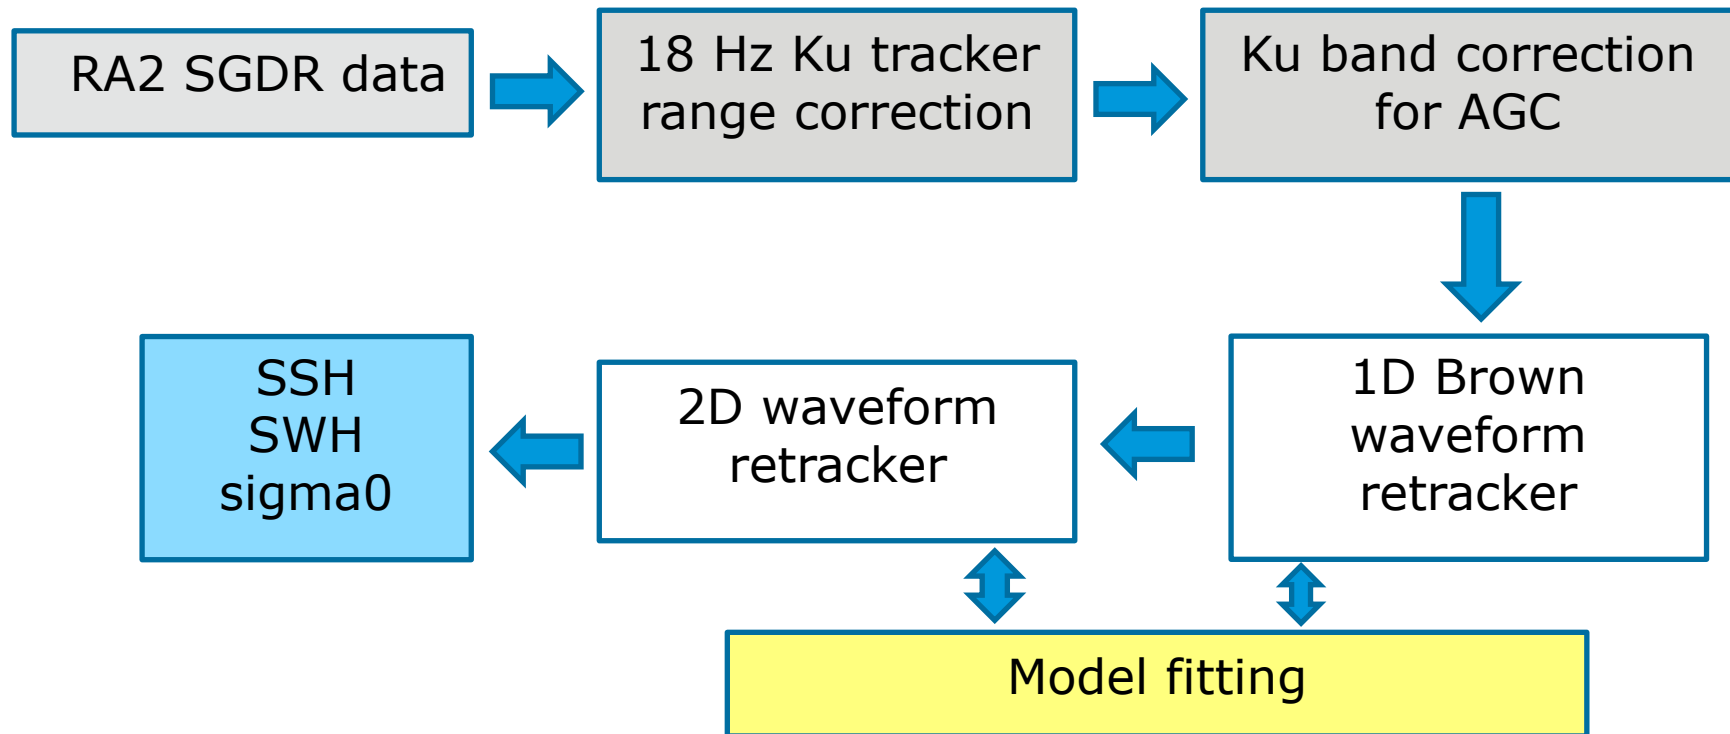 RA2 SGDR data
18 Hz Ku tracker
range correction
Ku band correction
for AGC
1D Brown
waveform
retracker
2D waveform
retracker
SSH
SWH
sigma0
Model fitting